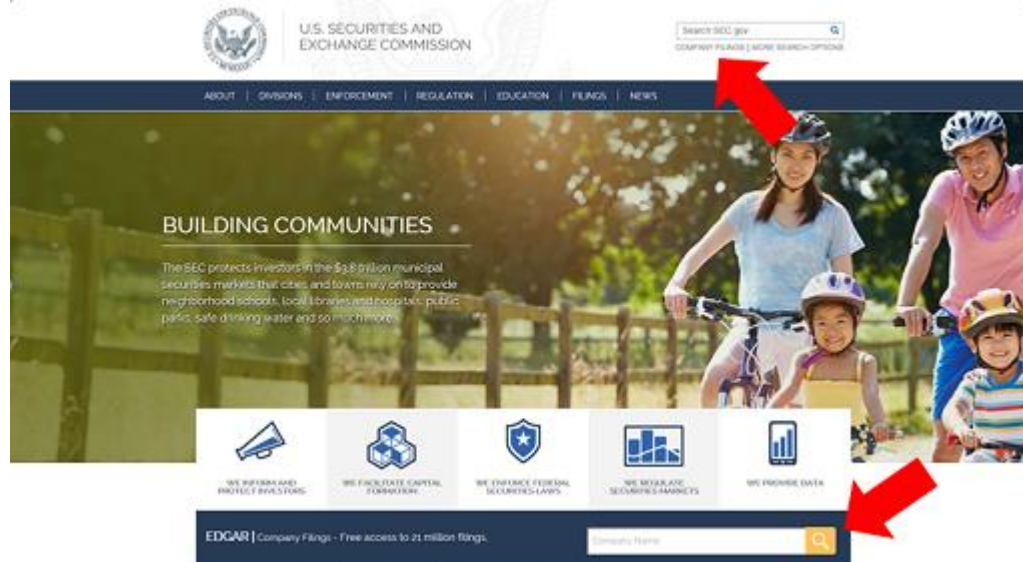 U.S. SECURITIES AND
EXCHANGE COMMISSION
Search SEC.gov
COMPANY FILINGS | MORE SEARCH OPTIONS
ABOUT | DIVISIONS | ENFORCEMENT | REGULATION | EDUCATION | FILINGS | NEWS
BUILDING COMMUNITIES
The SEC protects investors in the $3.8 trillion municipal
securities markets that cities and towns rely on to provide
neighborhood schools, local libraries and hospitals, public
parks, safe drinking water and so much more.
WE INFORM AND
PROTECT INVESTORS
WE FACILITATE CAPITAL
FORMATION
WE ENFORCE FEDERAL
SECURITIES LAWS
WE REGULATE
SECURITIES MARKETS
WE PROVIDE DATA
EDGAR | Company Filings - Free access to 21 million filings.
Company Name